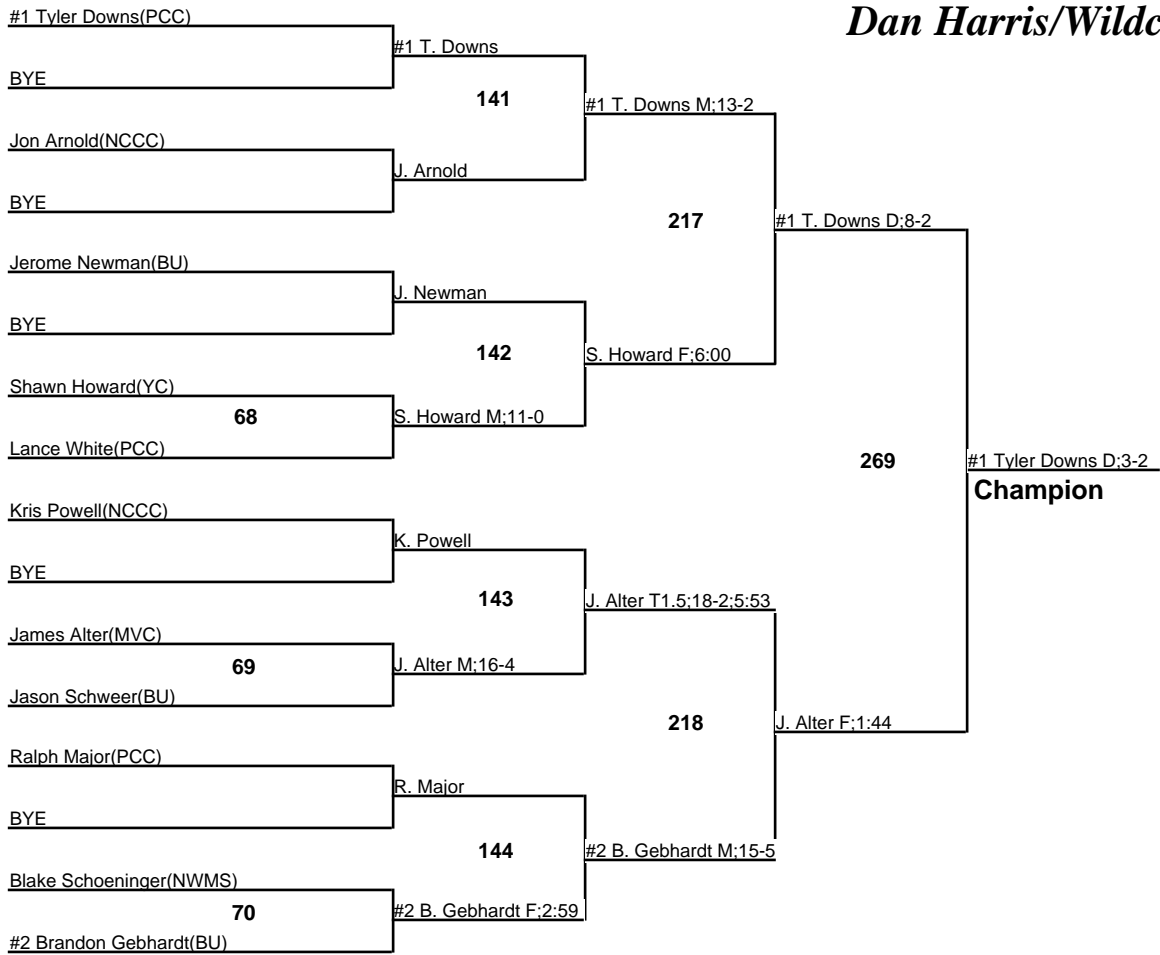 Dan Harris/Wildc
#1 Tyler Downs(PCC)
BYE
Jon Arnold(NCCC)
BYE
Jerome Newman(BU)
BYE
Shawn Howard(YC)
68
Lance White(PCC)
Kris Powell(NCCC)
BYE
James Alter(MVC)
69
Jason Schweer(BU)
Ralph Major(PCC)
BYE
Blake Schoeninger(NWMS)
70
#2 Brandon Gebhardt(BU)
#1 T. Downs
141
J. Arnold
J. Newman
142
S. Howard M;11-0
K. Powell
143
J. Alter M;16-4
R. Major
144
#2 B. Gebhardt F;2:59
#1 T. Downs M;13-2
217
S. Howard F;6:00
J. Alter T1.5;18-2;5:53
218
#2 B. Gebhardt M;15-5
#1 T. Downs D;8-2
269
J. Alter F;1:44
#1 Tyler Downs D;3-2
Champion